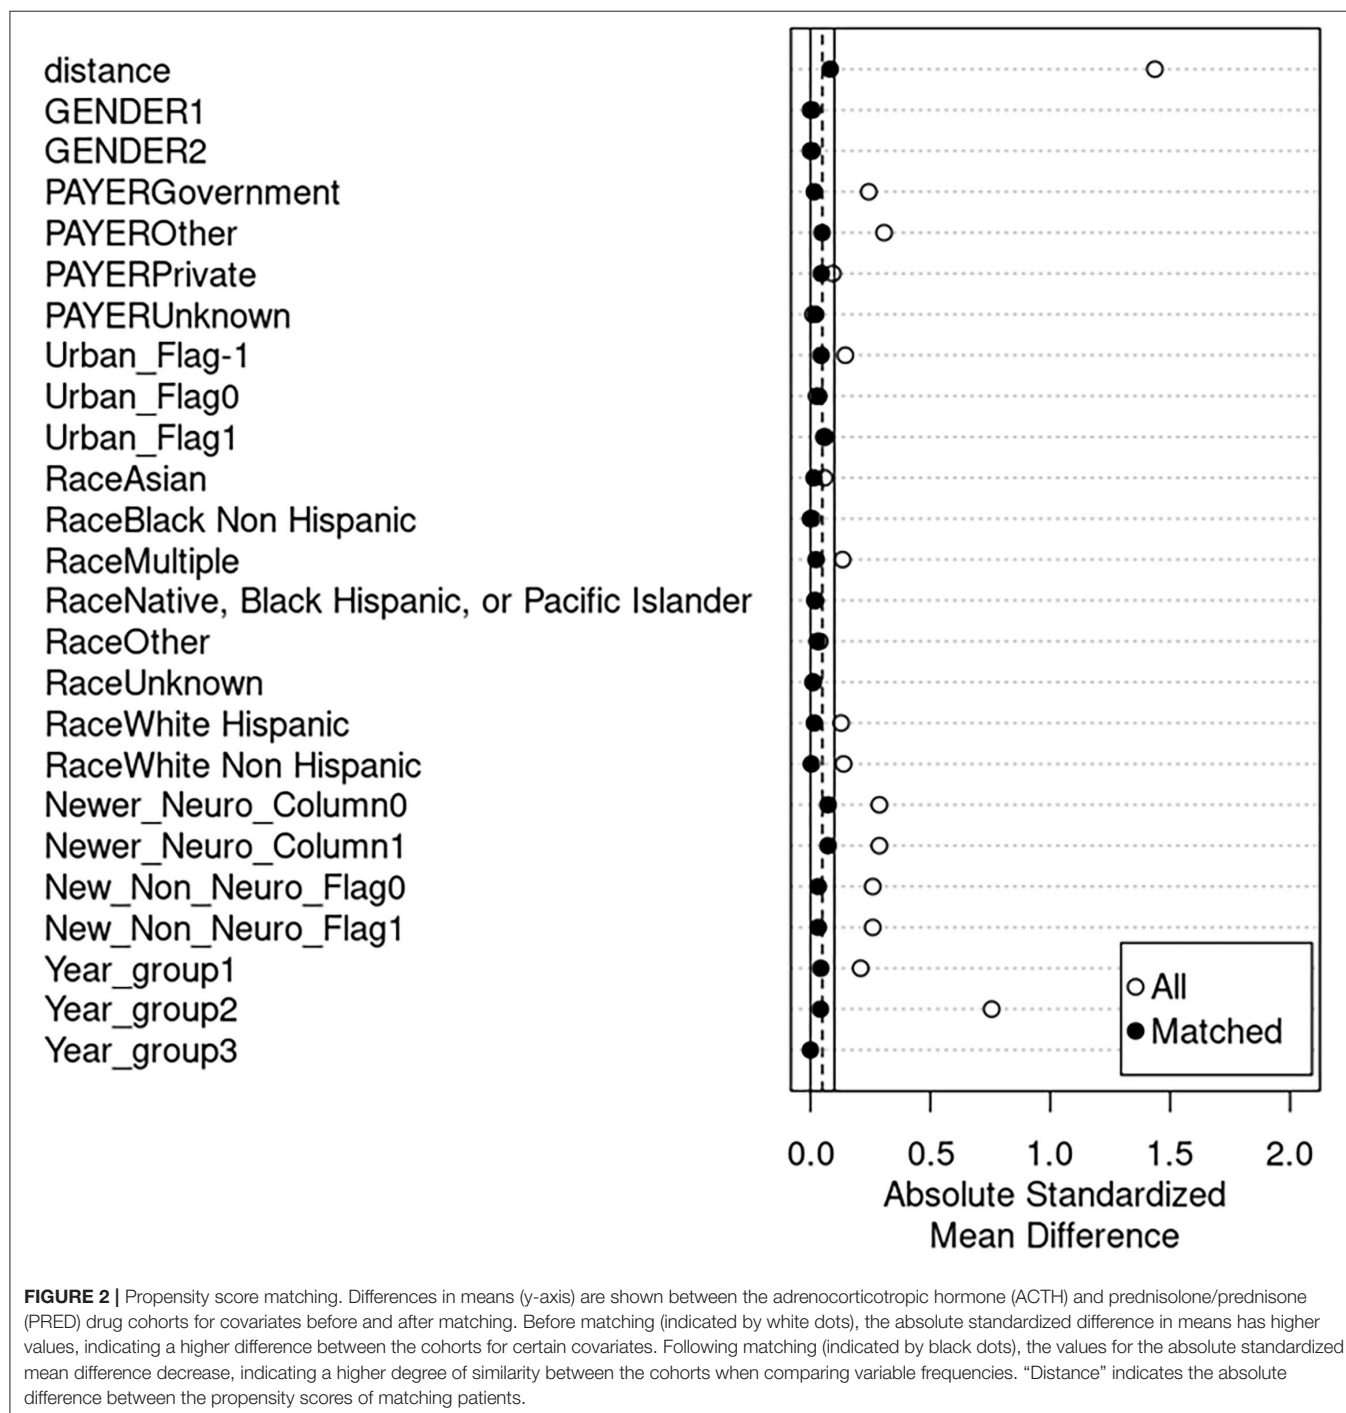 distance
GENDER1
GENDER2
PAYERGovernment
PAYEROther
PAYERPrivate
PAYERUnknown
Urban_Flag-1
Urban_Flag0
Urban_Flag1
RaceAsian
RaceBlack Non Hispanic
RaceMultiple
RaceNative, Black Hispanic, or Pacific Islander
RaceOther
RaceUnknown
RaceWhite Hispanic
RaceWhite Non Hispanic
Newer_Neuro_Column0
Newer_Neuro_Column1
New_Non_Neuro_Flag0
New_Non_Neuro_Flag1
Year_group1
Year_group2
Year_group3
All
Matched
0.0 0.5 1.0 1.5 2.0
Absolute Standardized
Mean Difference
FIGURE 2 | Propensity score matching. Differences in means (y-axis) are shown between the adrenocorticotropic hormone (ACTH) and prednisolone/prednisone
(PRED) drug cohorts for covariates before and after matching. Before matching (indicated by white dots), the absolute standardized difference in means has higher
values, indicating a higher difference between the cohorts for certain covariates. Following matching (indicated by black dots), the values for the absolute standardized
mean difference decrease, indicating a higher degree of similarity between the cohorts when comparing variable frequencies. “Distance” indicates the absolute
difference between the propensity scores of matching patients.